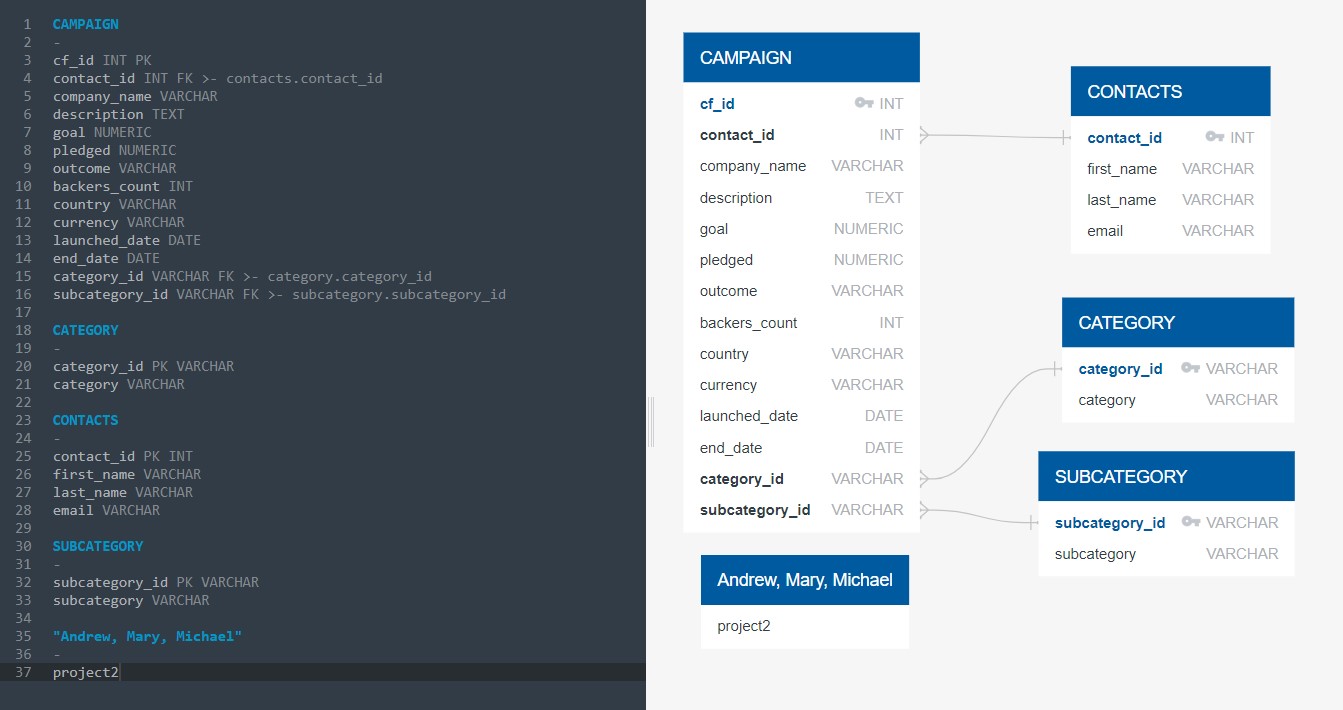 1 CAMPAIGN
2 -
3 cf_id INT PK
4 contact_id INT FK >- contacts.contact_id
5 company_name VARCHAR
6 description TEXT
7 goal NUMERIC
8 pledged NUMERIC
9 outcome VARCHAR
10 backers_count INT
11 country VARCHAR
12 currency VARCHAR
13 launched_date DATE
14 end_date DATE
15 category_id VARCHAR FK >- category.category_id
16 subcategory_id VARCHAR FK >- subcategory.subcategory_id
17
18 CATEGORY
19 -
20 category_id PK VARCHAR
21 category VARCHAR
22
23 CONTACTS
24 -
25 contact_id PK INT
26 first_name VARCHAR
27 last_name VARCHAR
28 email VARCHAR
29
30 SUBCATEGORY
31 -
32 subcategory_id PK VARCHAR
33 subcategory VARCHAR
34
35 "Andrew, Mary, Michael"
36 -
37 project2
CAMPAIGN
cf_id INT
contact_id INT
company_name VARCHAR
description TEXT
goal NUMERIC
pledged NUMERIC
outcome VARCHAR
backers_count INT
country VARCHAR
currency VARCHAR
launched_date DATE
end_date DATE
category_id VARCHAR
subcategory_id VARCHAR
Andrew, Mary, Michael
project2
CONTACTS
contact_id INT
first_name VARCHAR
last_name VARCHAR
email VARCHAR
CATEGORY
category_id VARCHAR
category VARCHAR
SUBCATEGORY
subcategory_id VARCHAR
subcategory VARCHAR